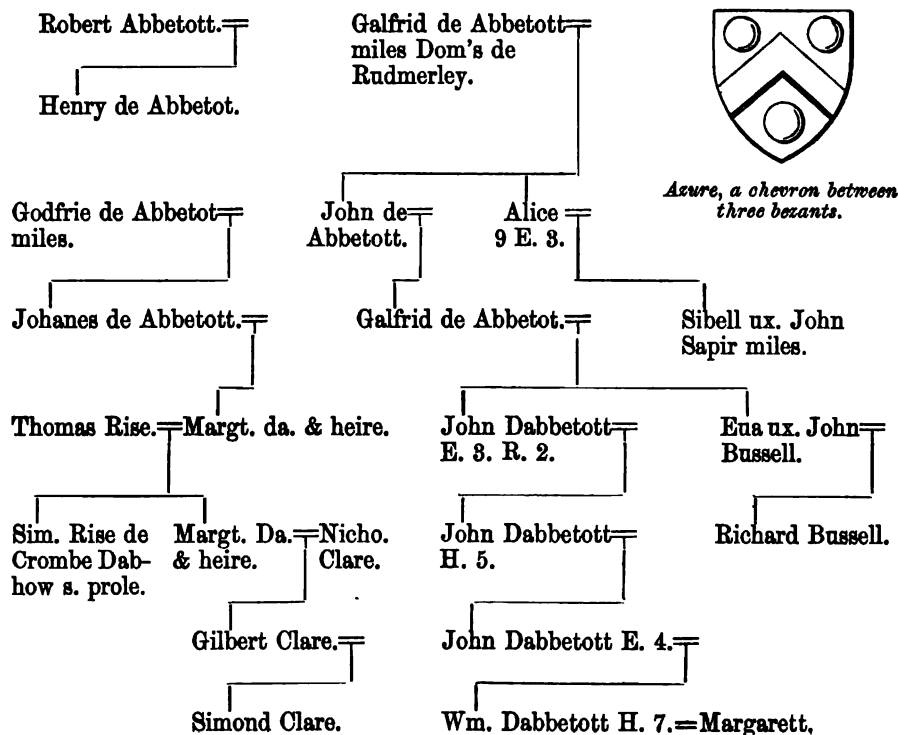 Robert Abbetott.
Galfrid de Abbetott
miles Dom's de
Rudmerley.
Henry de Abbetot.
Azure, a chevron between
three bezants.
Godfrie de Abbetot
miles.
John de
Abbetott.
Alice
9 E. 3.
Johanes de Abbetott.
Galfrid de Abbetot.
Sibell ux. John
Sapir miles.
Thomas Rise.
Margt. da. & heire.
John Dabbetott
E. 3. R. 2.
Eua ux. John
Bussell.
Sim. Rise de
Crombe Dab-
how s. prole.
Margt. Da.
& heire.
Nicho.
Clare.
John Dabbetott
H. 5.
Richard Bussell.
Gilbert Clare.
John Dabbetott E. 4.
Simond Clare.
Wm. Dabbetott H. 7.=Margarett,